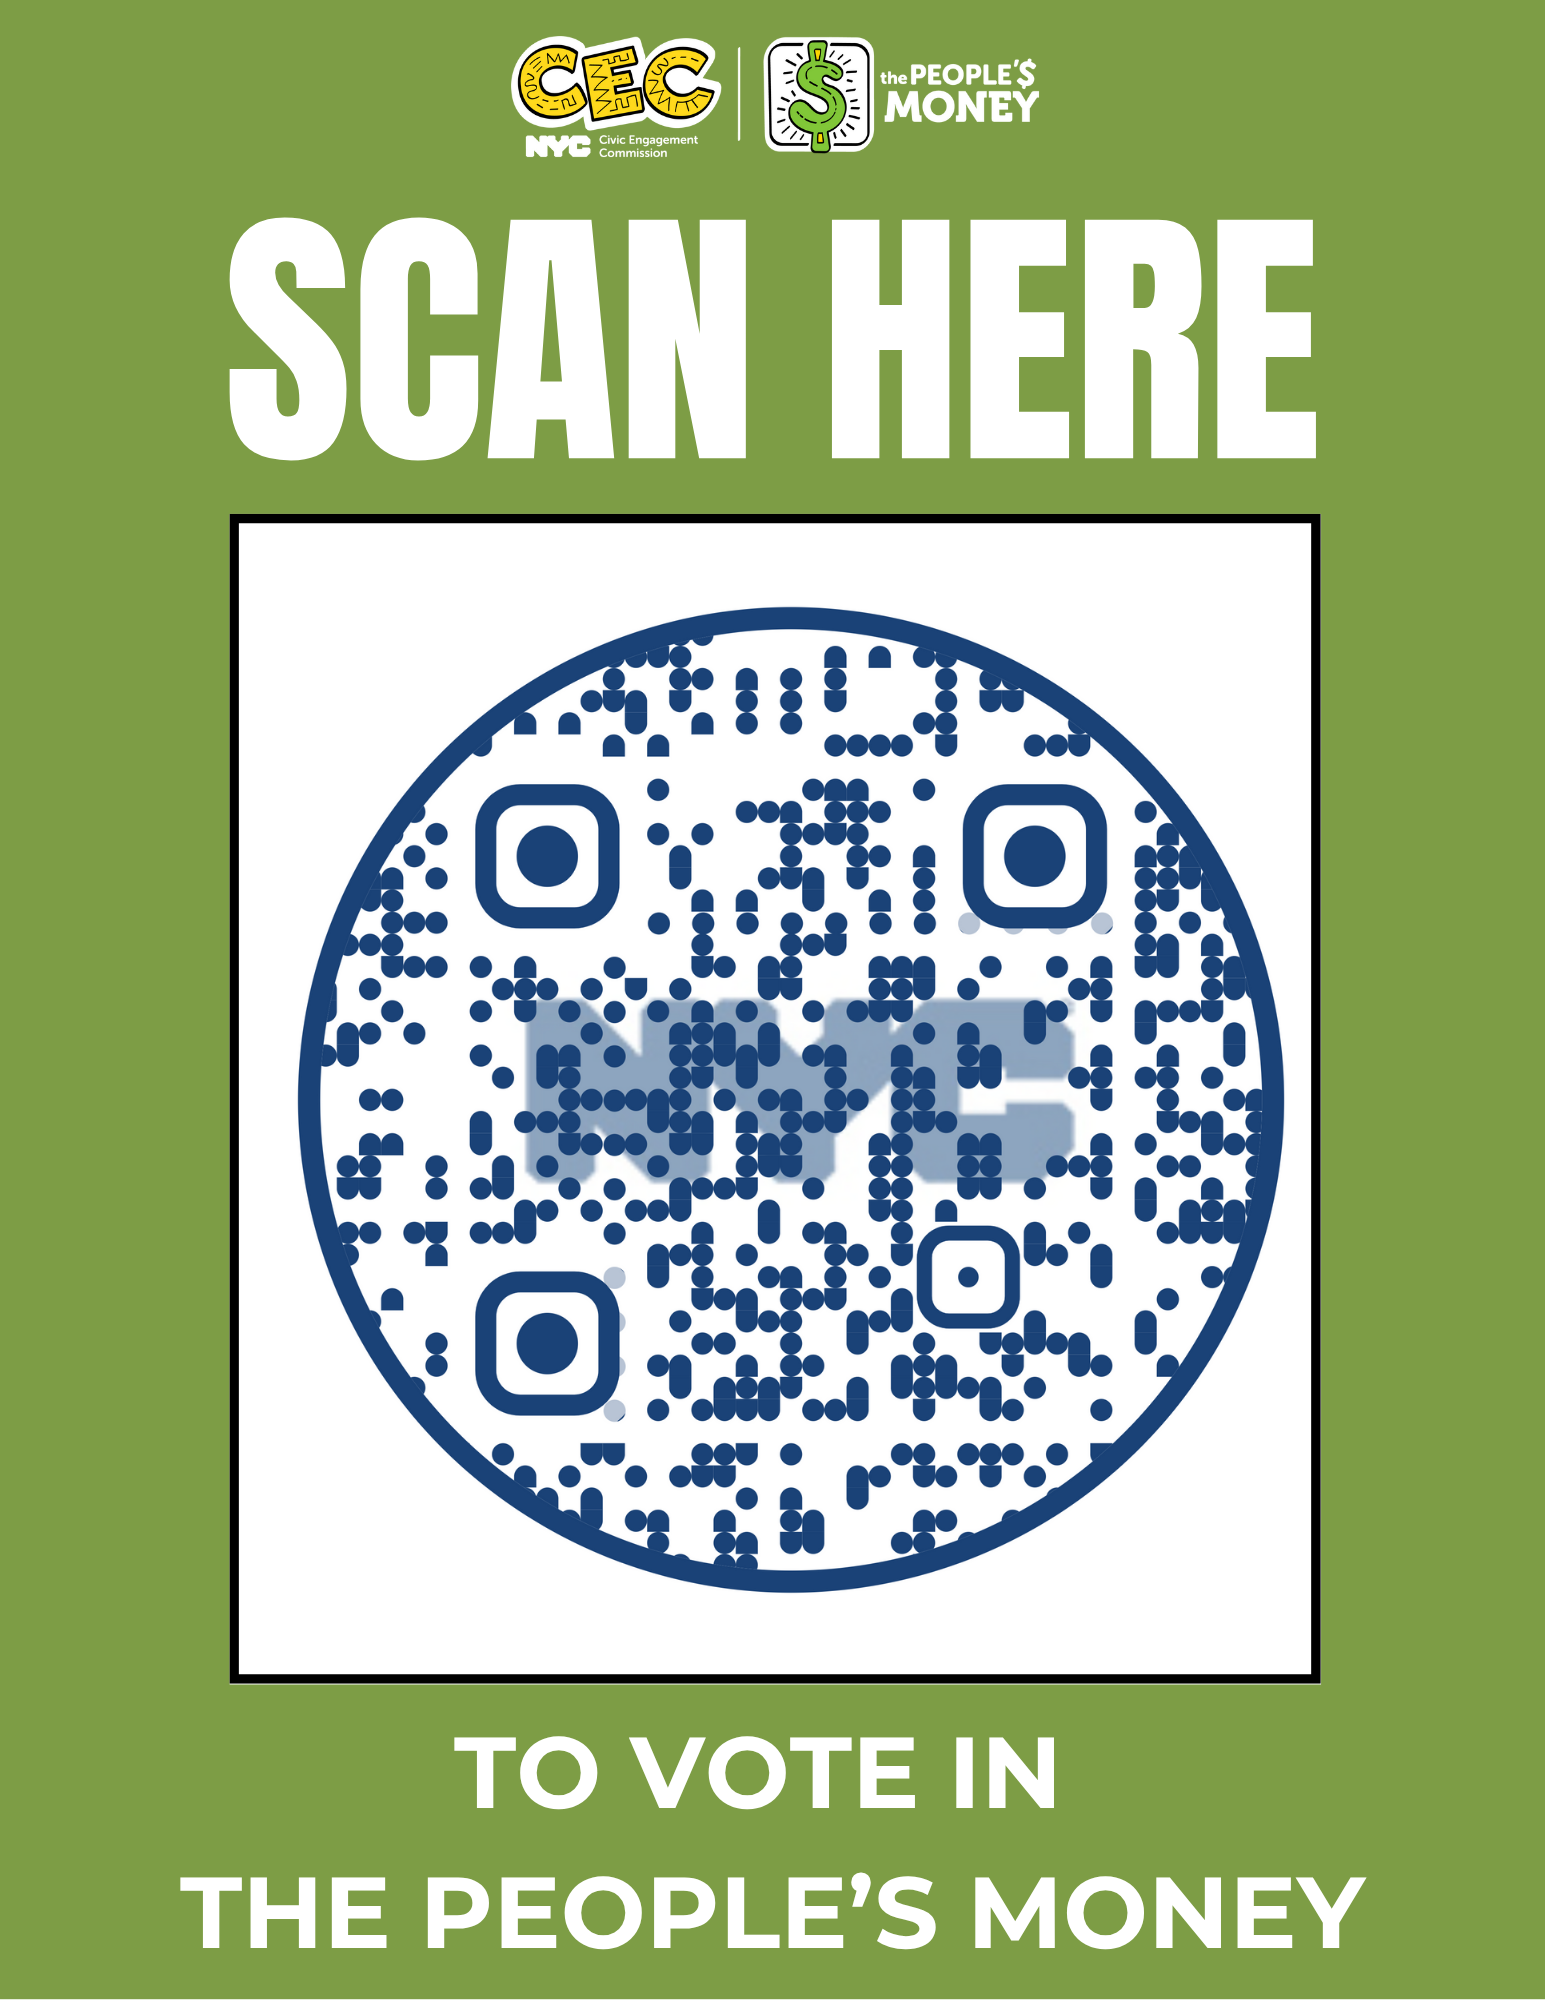 CEC
NYC Civic Engagement
Commission
the PEOPLE'$
MONEY
SCAN HERE
NYC
TO VOTE IN
THE PEOPLE’S MONEY